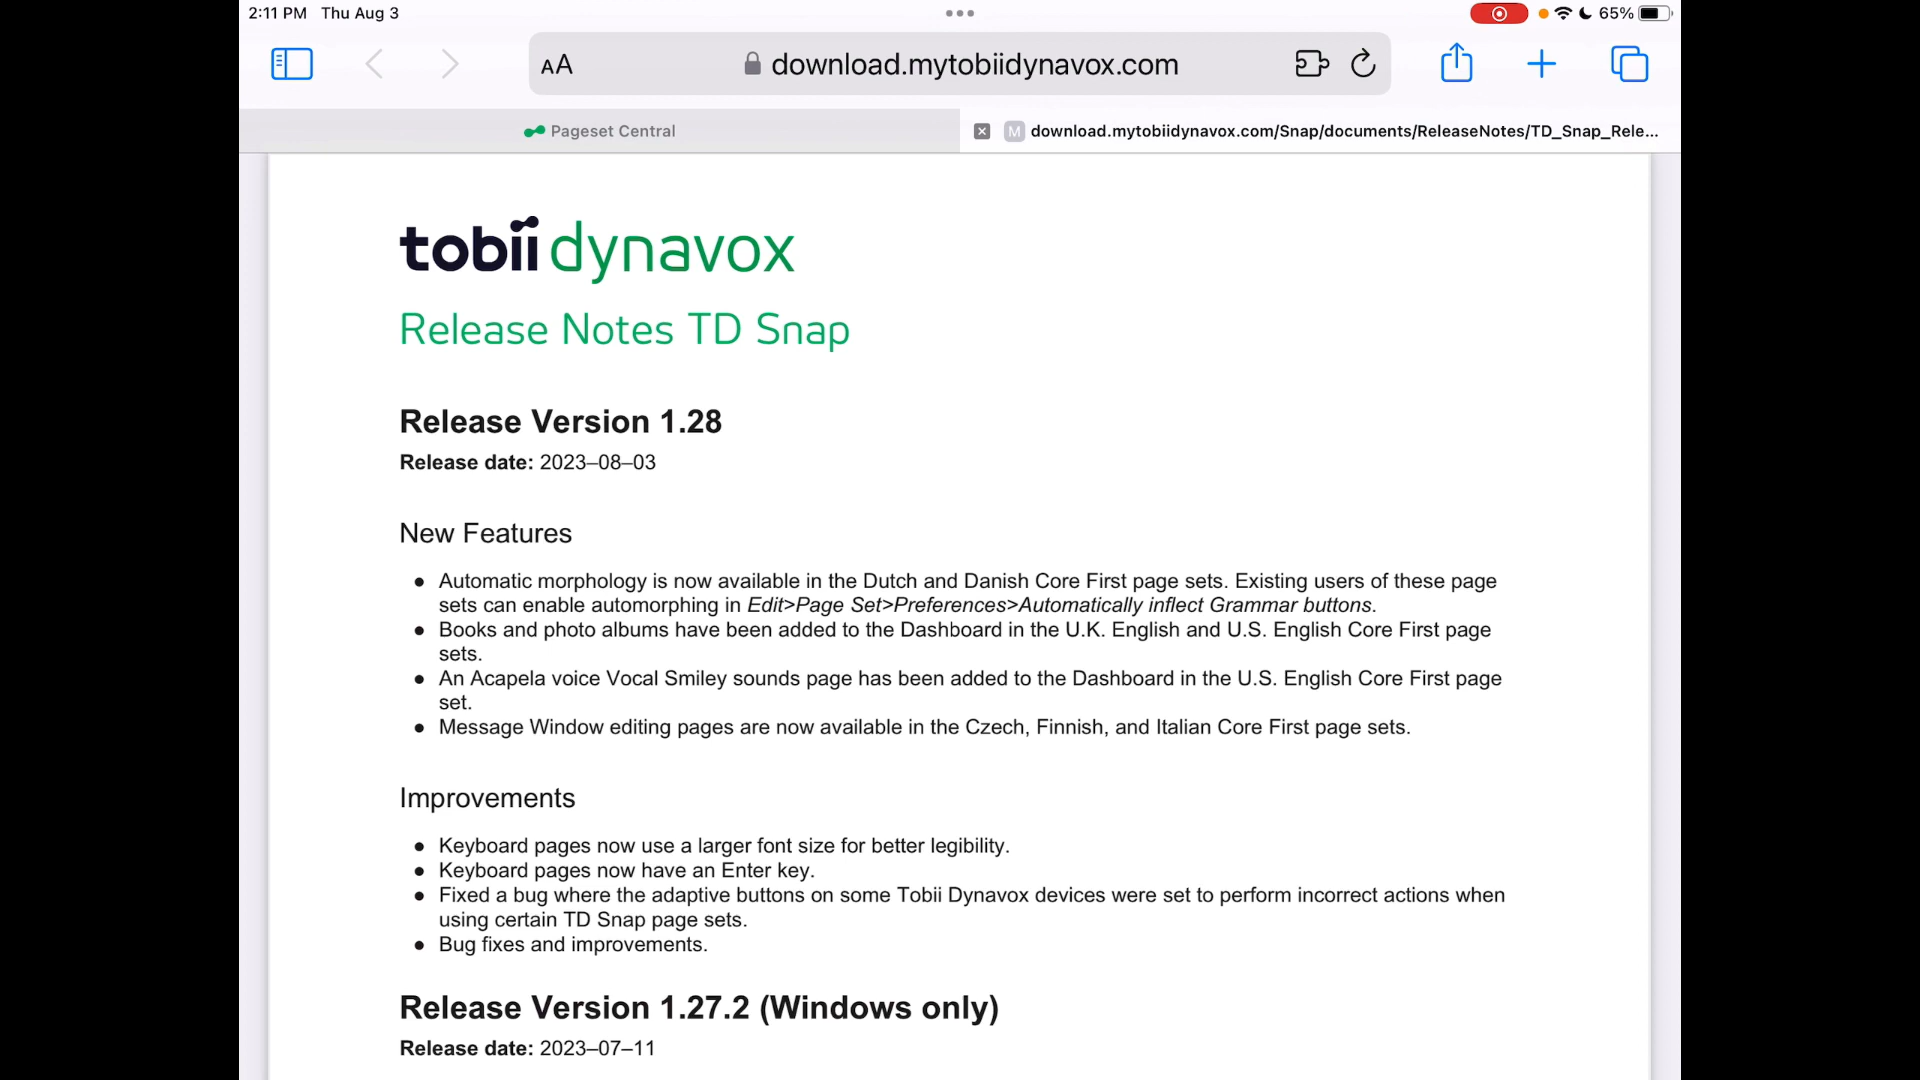 2:11 PM Thu Aug 3
65%
AA
download.mytobiidynavox.com
Pageset Central
M download.mytobiidynavox.com/Snap/documents/ReleaseNotes/TD_Snap_Rele...
tobii dynavox
Release Notes TD Snap
Release Version 1.28
Release date: 2023–08–03
New Features
● Automatic morphology is now available in the Dutch and Danish Core First page sets. Existing users of these page
sets can enable automorphing in Edit>Page Set>Preferences>Automatically inflect Grammar buttons.
● Books and photo albums have been added to the Dashboard in the U.K. English and U.S. English Core First page
sets.
● An Acapela voice Vocal Smiley sounds page has been added to the Dashboard in the U.S. English Core First page
set.
● Message Window editing pages are now available in the Czech, Finnish, and Italian Core First page sets.
Improvements
● Keyboard pages now use a larger font size for better legibility.
● Keyboard pages now have an Enter key.
● Fixed a bug where the adaptive buttons on some Tobii Dynavox devices were set to perform incorrect actions when
using certain TD Snap page sets.
● Bug fixes and improvements.
Release Version 1.27.2 (Windows only)
Release date: 2023–07–11